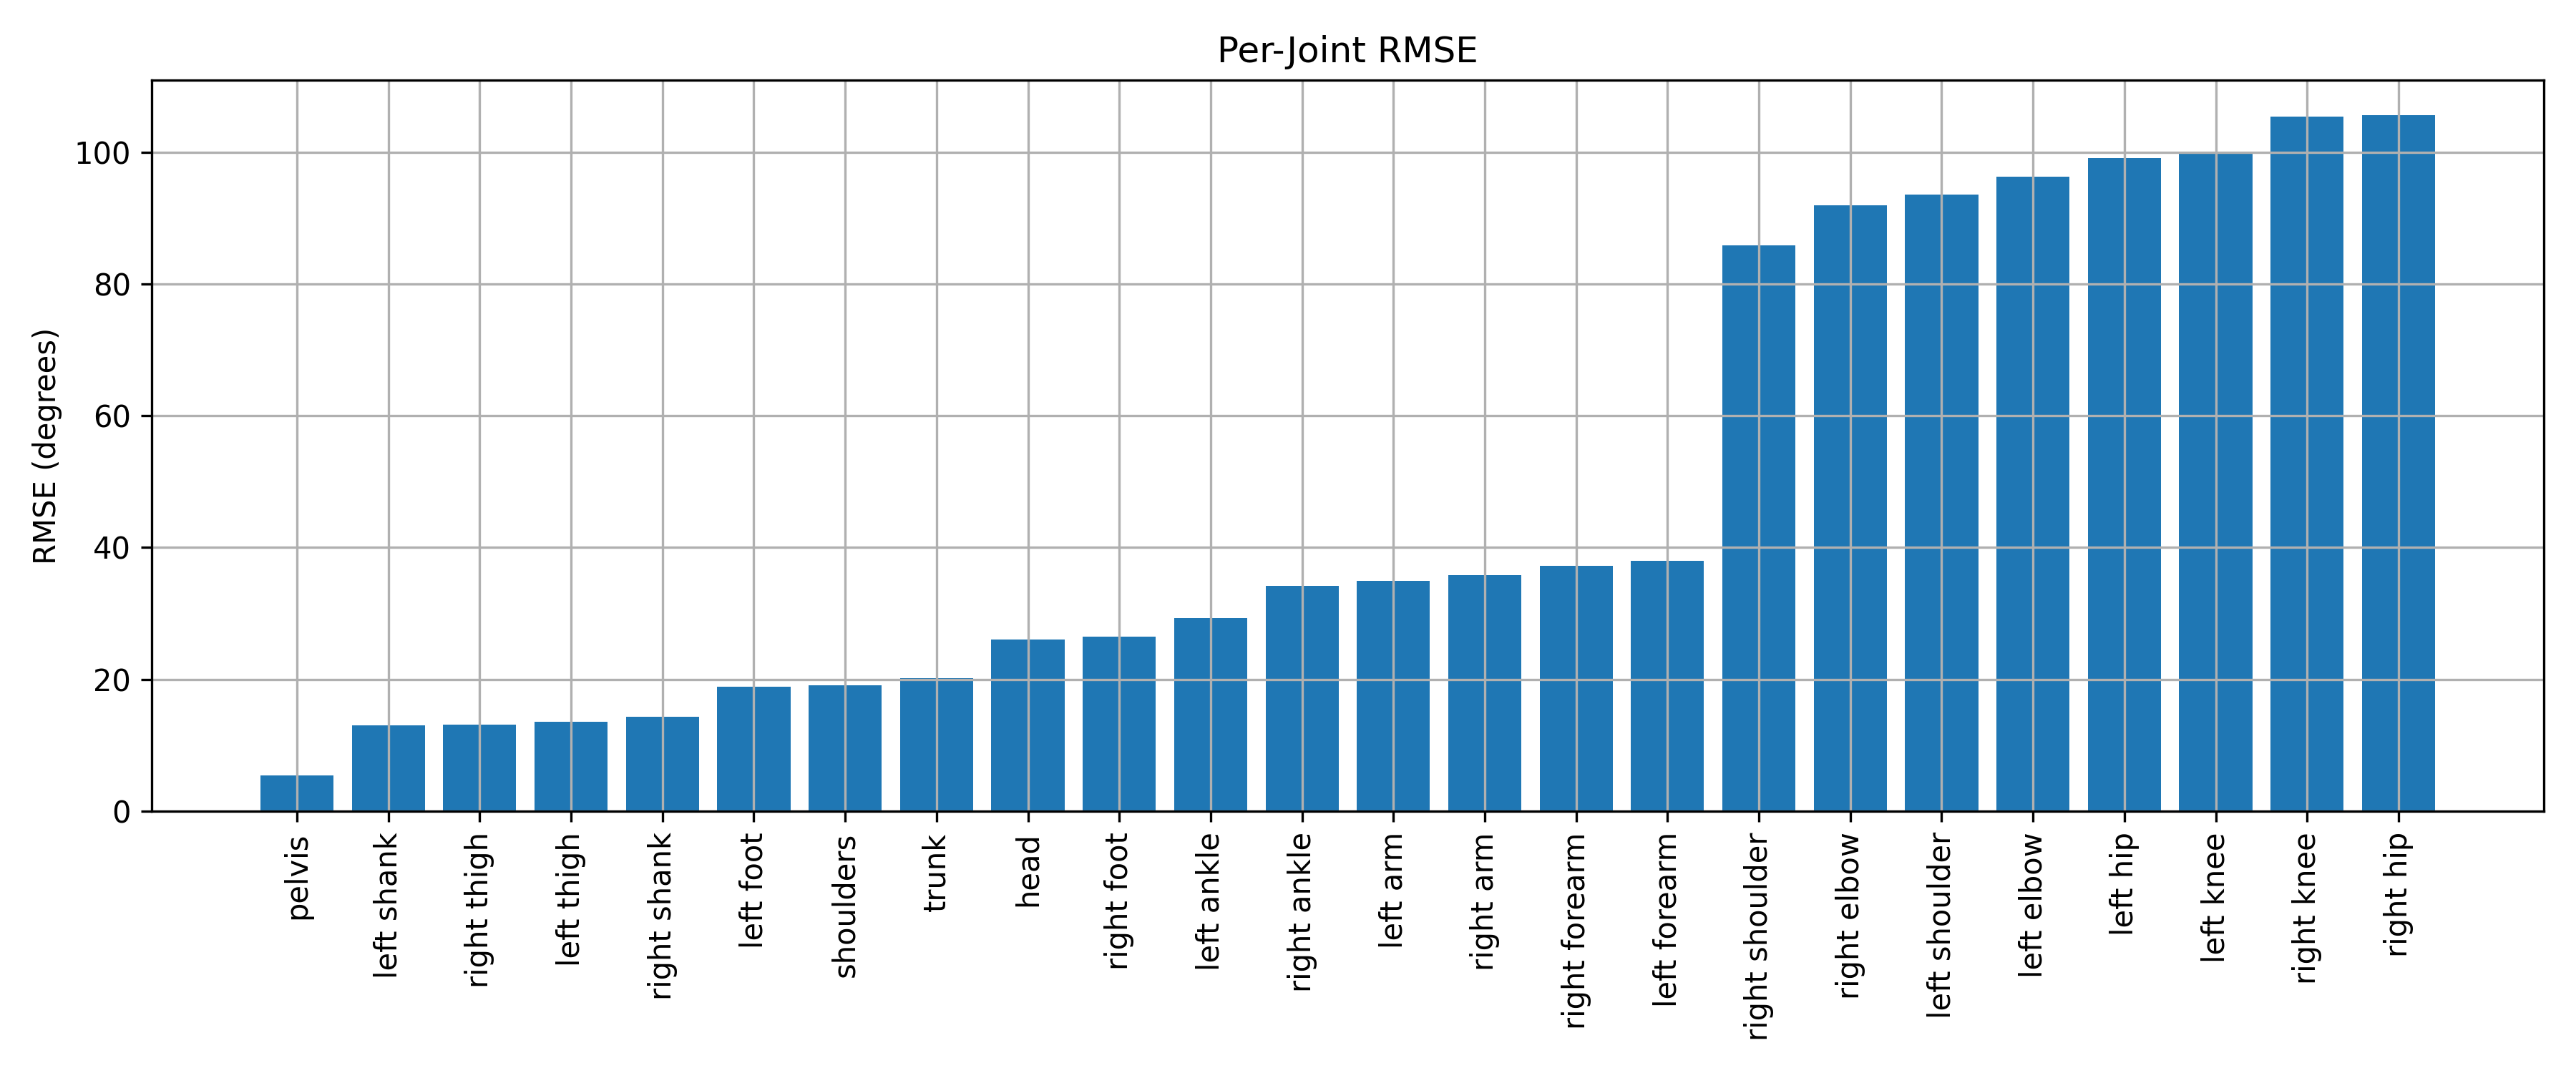 Per-Joint RMSE
RMSE (degrees)
100
80
60
40
20
0
pelvis
left shank
right thigh
left thigh
right shank
left foot
shoulders
trunk
head
right foot
left ankle
right ankle
left arm
right arm
right forearm
left forearm
right shoulder
right elbow
left shoulder
left elbow
left hip
left knee
right knee
right hip